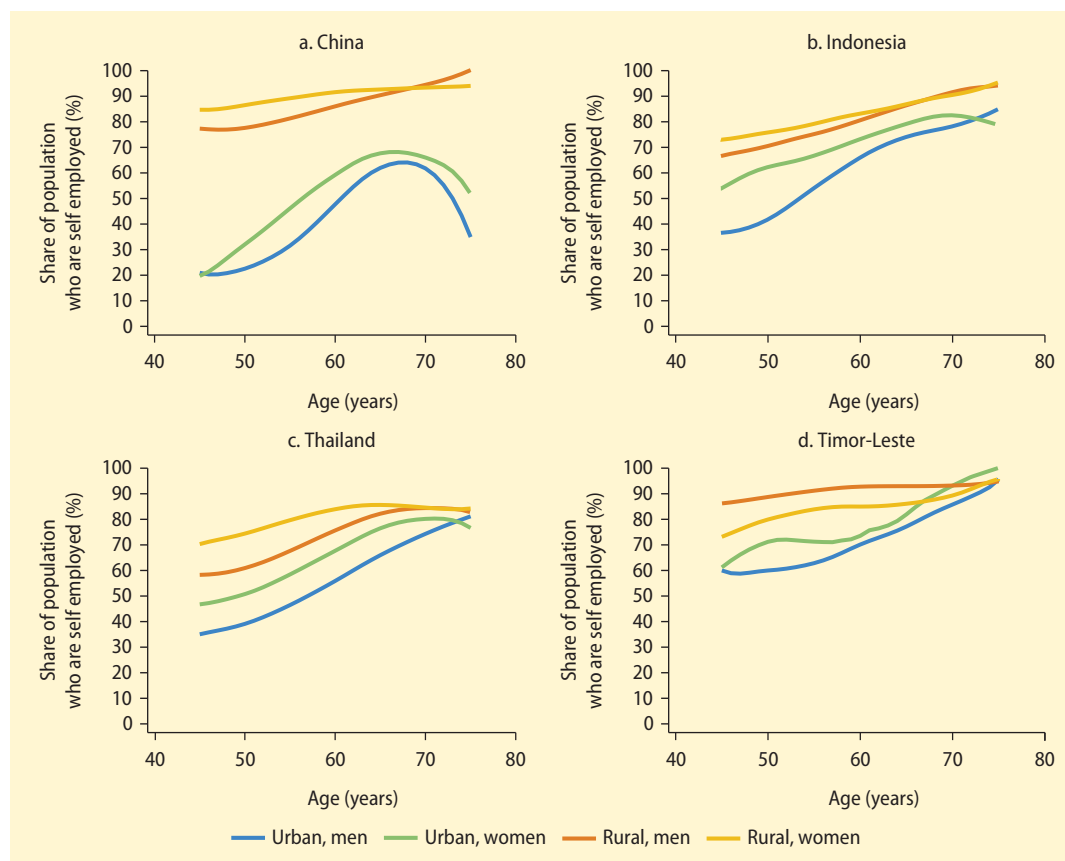 a. China
Share of population
who are self employed (%)
100
90
80
70
60
50
40
30
20
10
0
40 50 60 70 80
Age (years)
b. Indonesia
Share of population
who are self employed (%)
100
90
80
70
60
50
40
30
20
10
0
40 50 60 70 80
Age (years)
c. Thailand
Share of population
who are self employed (%)
100
90
80
70
60
50
40
30
20
10
0
40 50 60 70 80
Age (years)
d. Timor-Leste
Share of population
who are self employed (%)
100
90
80
70
60
50
40
30
20
10
0
40 50 60 70 80
Age (years)
Urban, men Urban, women Rural, men Rural, women